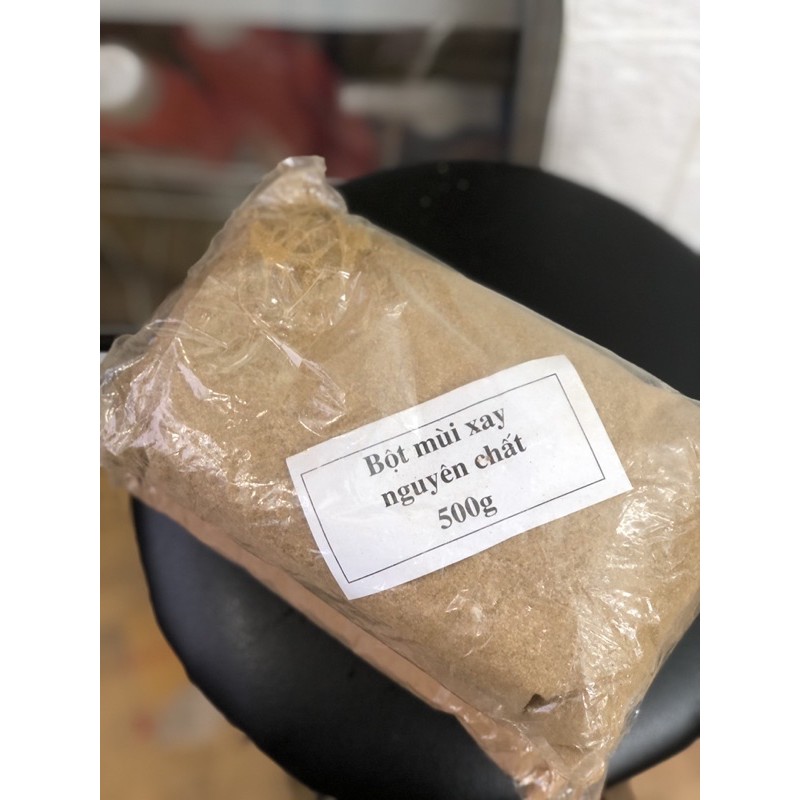 Bột mùi xay
nguyên chất
500g